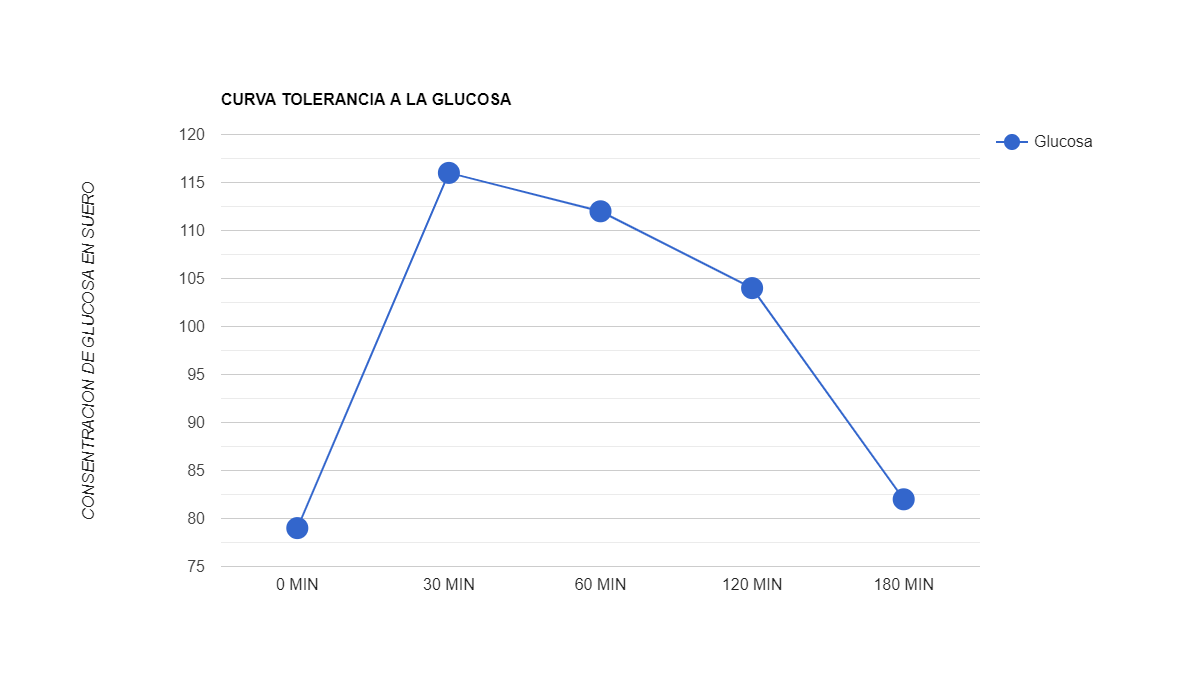 CURVA TOLERANCIA A LA GLUCOSA
Glucosa
CONSENTRACION DE GLUCOSA EN SUERO
120
115
110
105
100
95
90
85
80
75
0 MIN 30 MIN 60 MIN 120 MIN 180 MIN